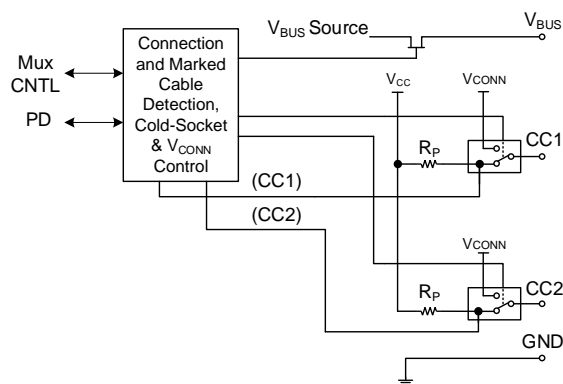 Connection
and Marked
Cable
Detection,
Cold-Socket
& VCONN
Control
Mux
CNTL
PD
VBUS Source
VBUS
VCC
VCONN
RP
CC1
(CC1)
(CC2)
VCONN
RP
CC2
GND